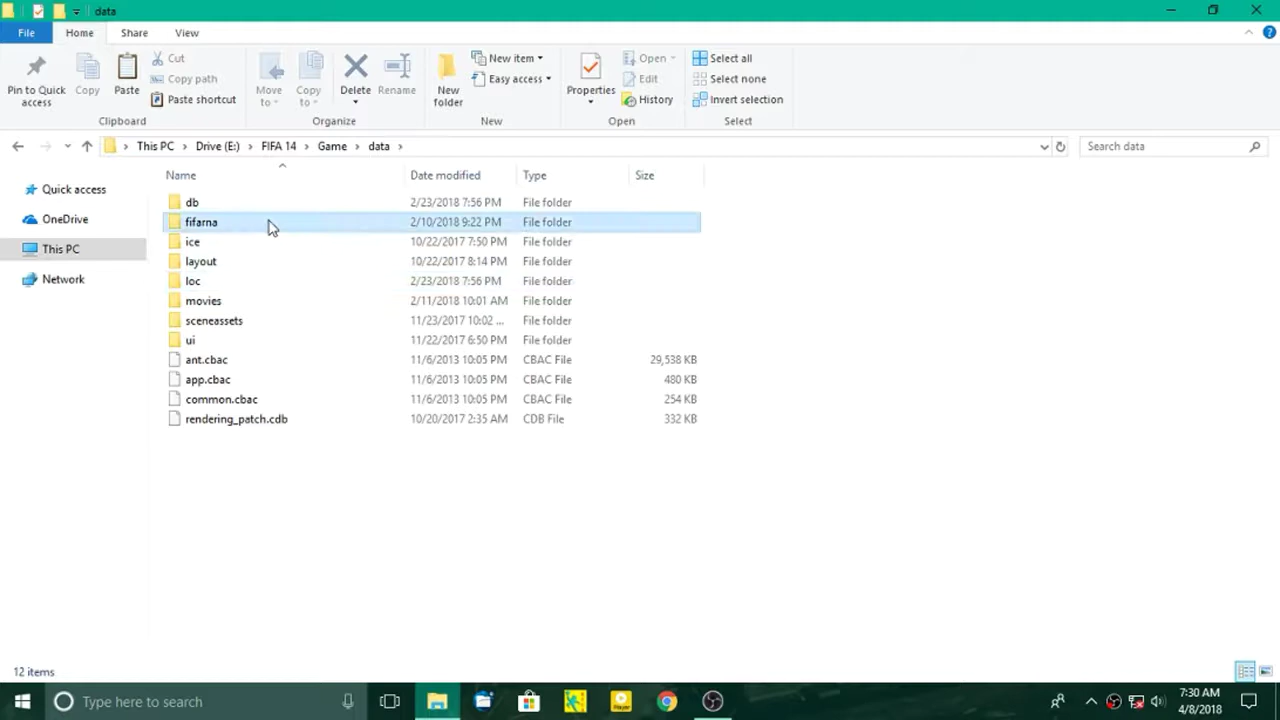 data
File Home Share View
Pin to Quick access
Copy
Paste
Cut
Copy path
Paste shortcut
Move to
Copy to
Delete
Rename
New folder
New item
Easy access
Properties
Open
Edit
History
Select all
Select none
Invert selection
Clipboard Organize New Open Select
This PC > Drive (E:) > FIFA 14 > Game > data >
Search data
Name Date modified Type Size
Quick access
OneDrive
This PC
Network
db 2/23/2018 7:56 PM File folder
fifarna 2/10/2018 9:22 PM File folder
ice 10/22/2017 7:50 PM File folder
layout 10/22/2017 8:14 PM File folder
loc 2/23/2018 7:56 PM File folder
movies 2/11/2018 10:01 AM File folder
sceneassets 11/23/2017 10:02 ... File folder
ui 11/22/2017 6:50 PM File folder
ant.cbac 11/6/2013 10:05 PM CBAC File 29,538 KB
app.cbac 11/6/2013 10:05 PM CBAC File 480 KB
common.cbac 11/6/2013 10:05 PM CBAC File 254 KB
rendering_patch.cdb 10/20/2017 2:35 AM CDB File 332 KB
12 items
Type here to search
Player
7:30 AM
4/8/2018